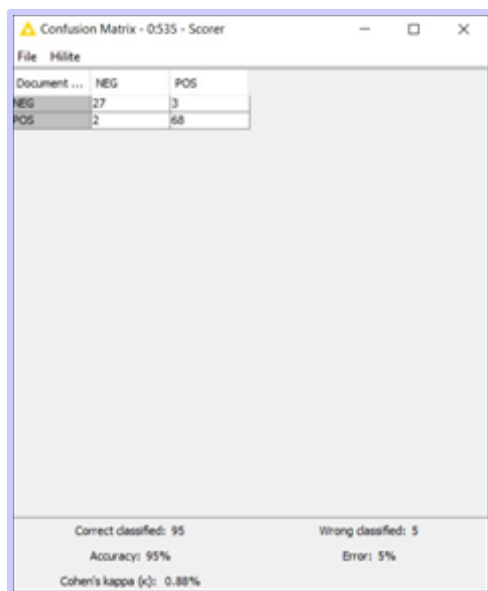 Confusion Matrix - 0:535 - Scorer
File Hilite
Document ... NEG POS
NEG 27 3
POS 2 68
Correct classified: 95 Wrong classified: 5
Accuracy: 95% Error: 5%
Cohen's kappa (κ): 0.88%